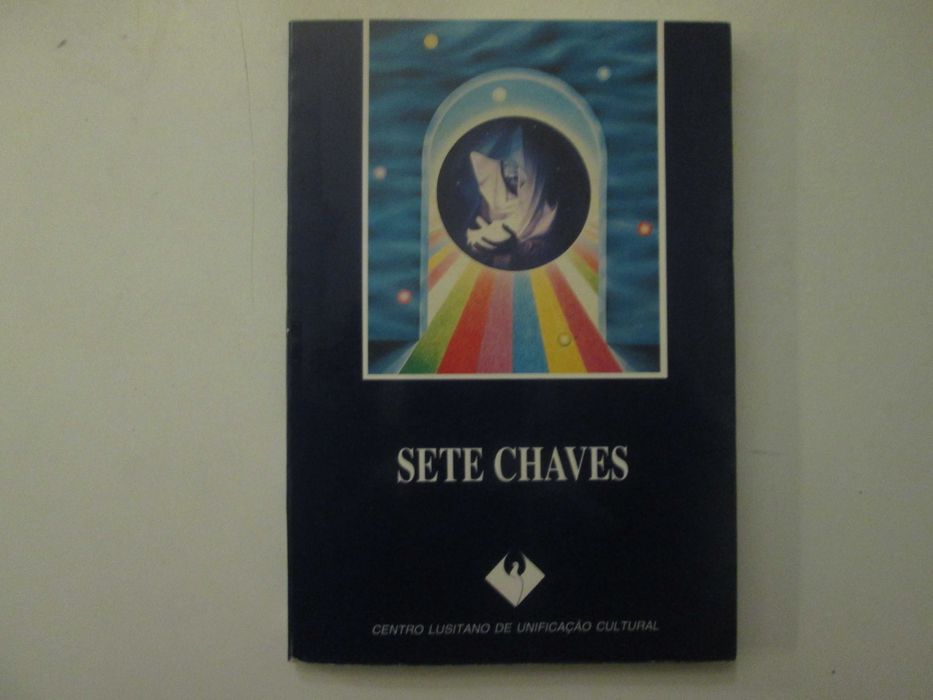 SETE CHAVES
CENTRO LUSITANO DE UNIFICAÇÃO CULTURAL